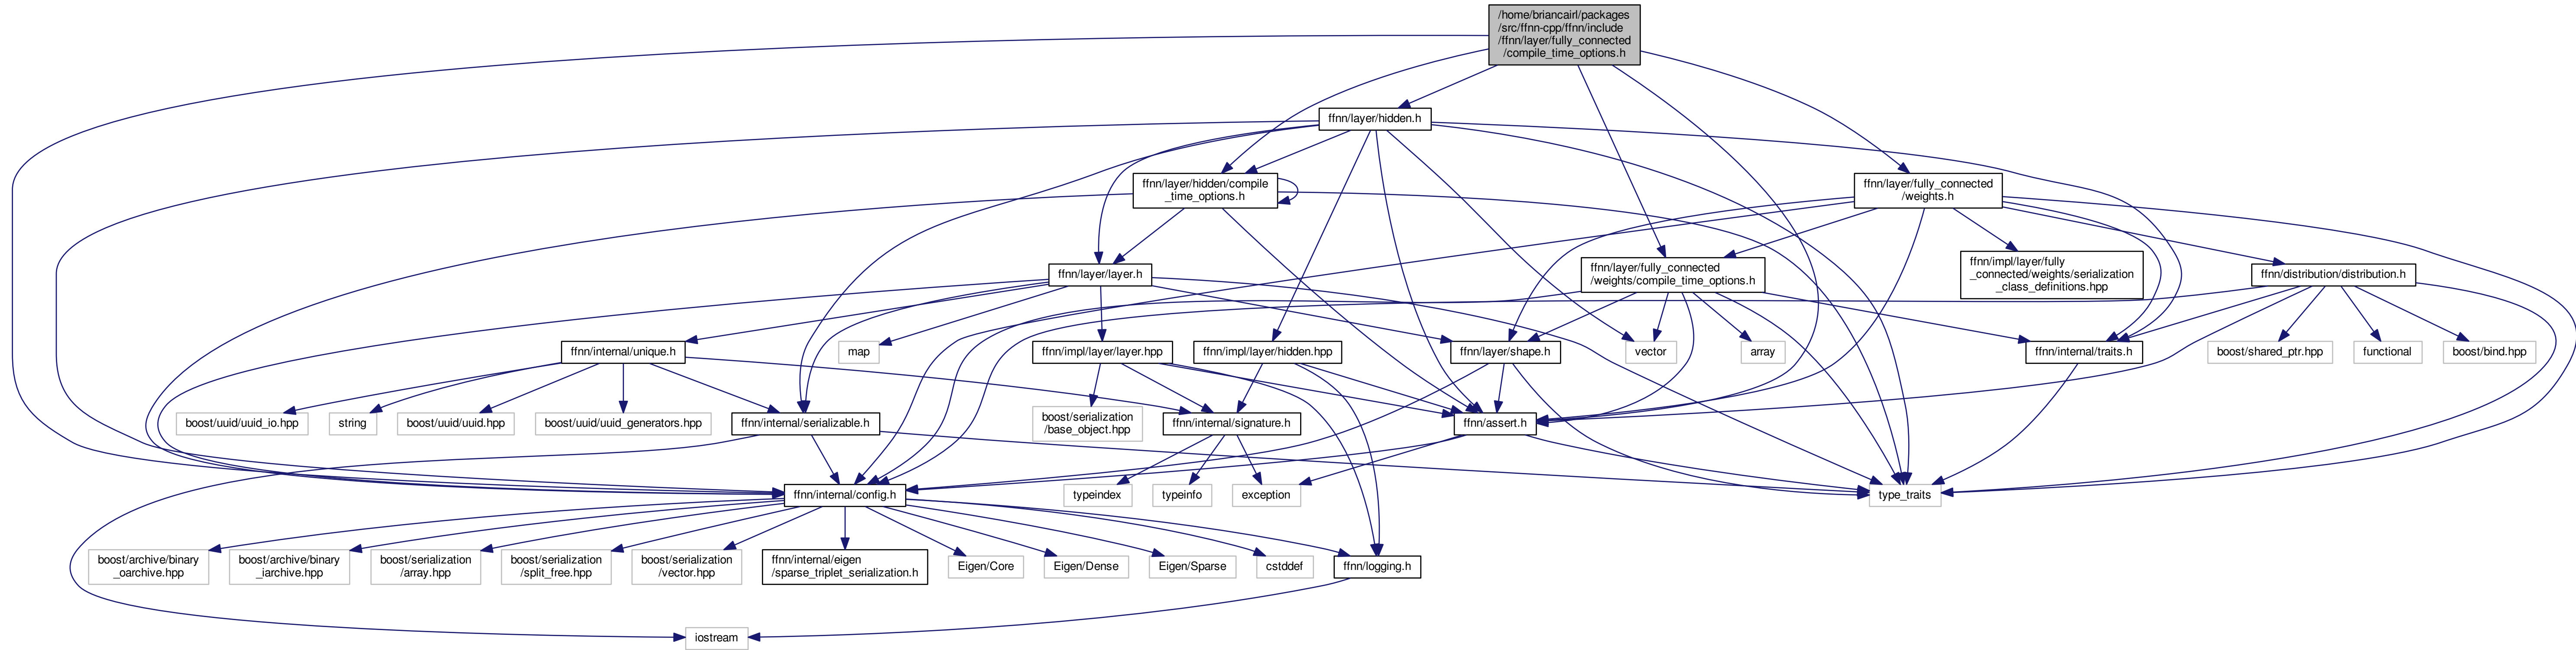 /home/briancairl/packages
/src/ffnn-cpp/ffnn/include
/ffnn/layer/fully_connected
/compile_time_options.h
ffnn/layer/hidden.h
ffnn/layer/hidden/compile
_time_options.h
ffnn/layer/fully_connected
/weights.h
ffnn/layer/layer.h
ffnn/layer/fully_connected
/weights/compile_time_options.h
ffnn/impl/layer/fully
_connected/weights/serialization
_class_definitions.hpp
ffnn/distribution/distribution.h
ffnn/internal/unique.h
map
ffnn/impl/layer/layer.hpp
ffnn/impl/layer/hidden.hpp
ffnn/layer/shape.h
vector
array
ffnn/internal/traits.h
boost/shared_ptr.hpp
functional
boost/bind.hpp
boost/uuid/uuid_io.hpp
string
boost/uuid/uuid.hpp
boost/uuid/uuid_generators.hpp
ffnn/internal/serializable.h
boost/serialization
/base_object.hpp
ffnn/internal/signature.h
ffnn/assert.h
ffnn/internal/config.h
typeindex
typeinfo
exception
type_traits
boost/archive/binary
_oarchive.hpp
boost/archive/binary
_iarchive.hpp
boost/serialization
/array.hpp
boost/serialization
/split_free.hpp
boost/serialization
/vector.hpp
ffnn/internal/eigen
/sparse_triplet_serialization.h
Eigen/Core
Eigen/Dense
Eigen/Sparse
cstddef
ffnn/logging.h
iostream